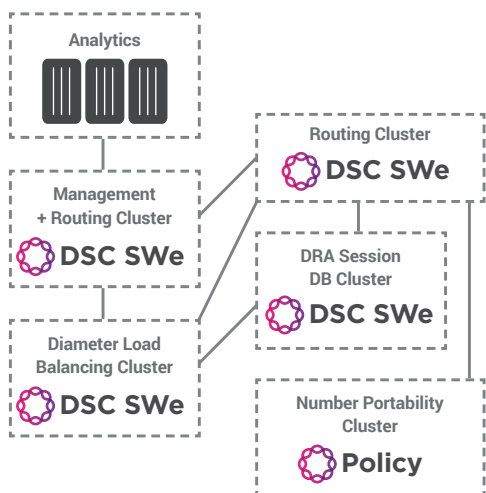 Analytics
Management
+ Routing Cluster
DSC SWe
Diameter Load
Balancing Cluster
DSC SWe
Routing Cluster
DSC SWe
DRA Session
DB Cluster
DSC SWe
Number Portability
Cluster
Policy